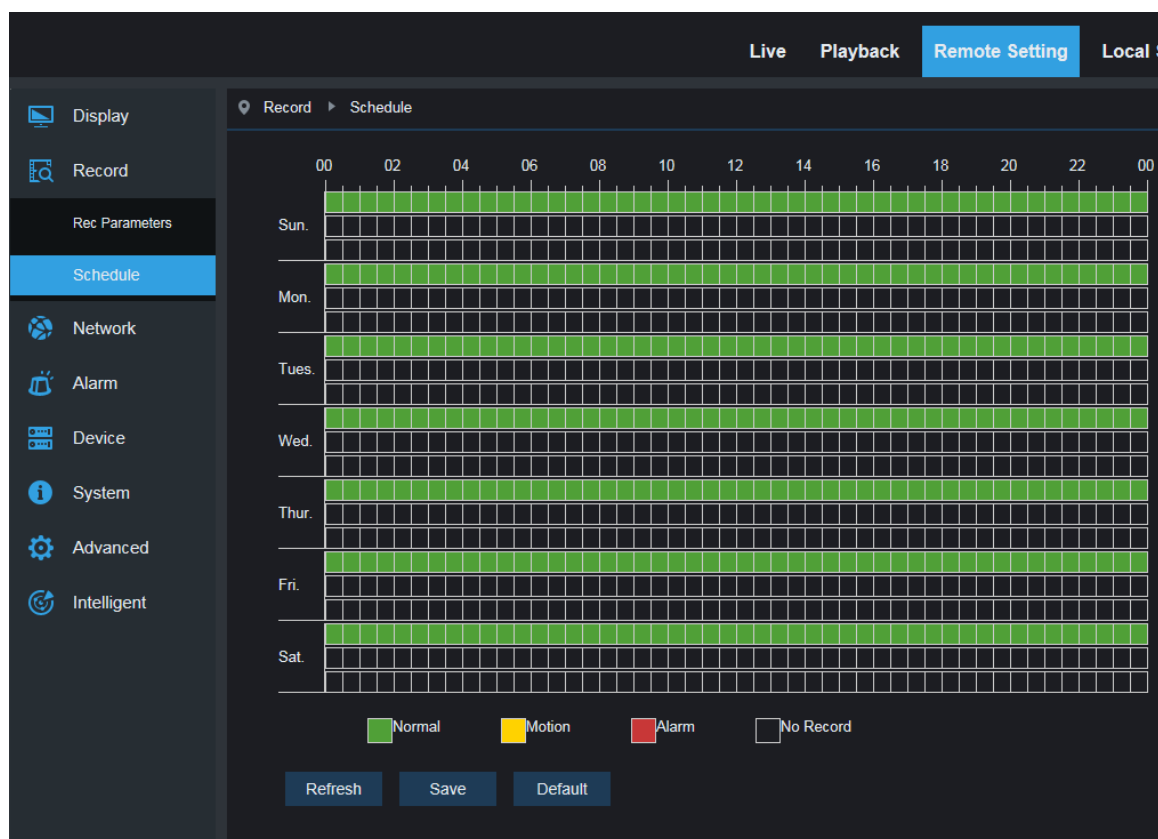 Live Playback Remote Setting Local
Display
Record
Rec Parameters
Schedule
Network
Alarm
Device
System
Advanced
Intelligent
Record Schedule
00 02 04 06 08 10 12 14 16 18 20 22 00
Sun.
Mon.
Tues.
Wed.
Thur.
Fri.
Sat.
Normal Motion Alarm No Record
Refresh Save Default